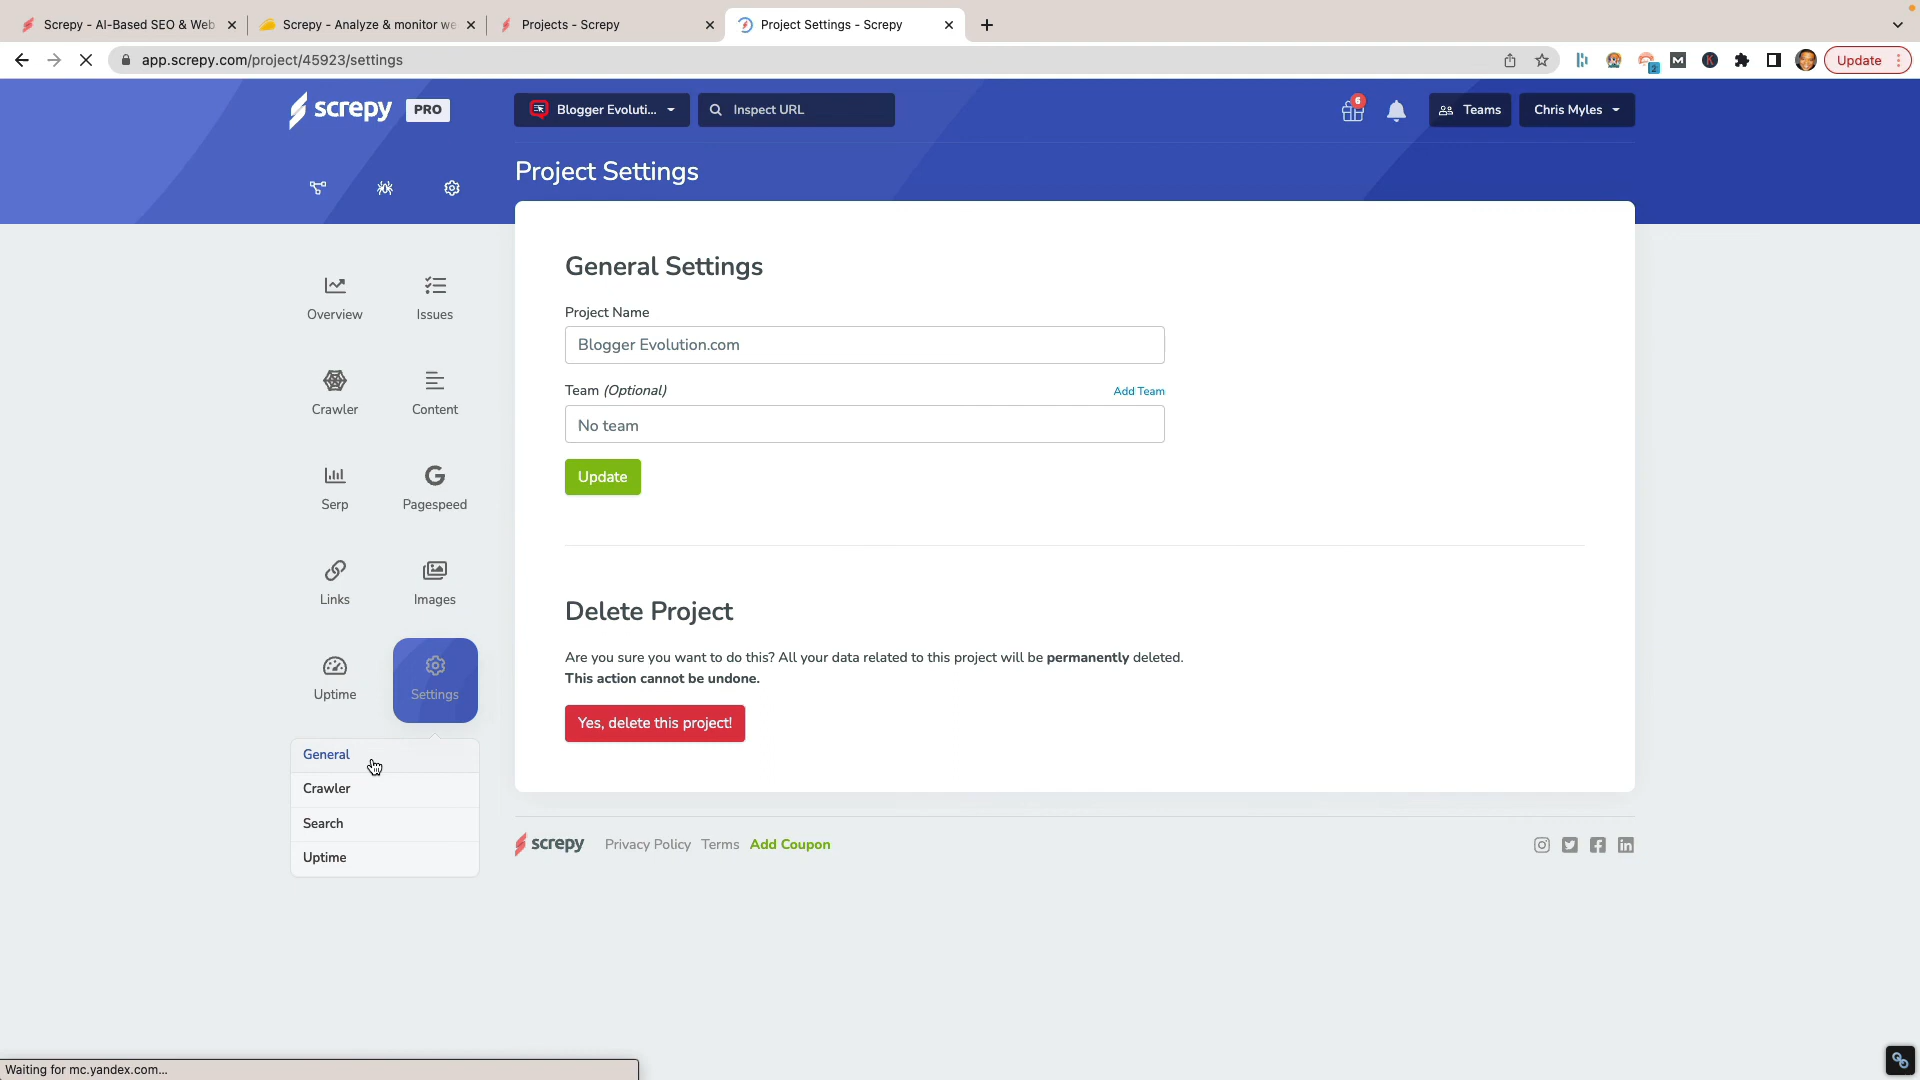 Screpy - AI-Based SEO & Web
Screpy - Analyze & monitor we
Projects - Screpy
Project Settings - Screpy
app.screpy.com/project/45923/settings
2
M
K
Update
screpy
PRO
Blogger Evoluti...
Inspect URL
6
Teams
Chris Myles
Project Settings
Overview
Issues
Crawler
Content
Serp
Pagespeed
Links
Images
Uptime
Settings
General
Crawler
Search
Uptime
General Settings
Project Name
Blogger Evolution.com
Team (Optional)
Add Team
No team
Update
Delete Project
Are you sure you want to do this? All your data related to this project will be permanently deleted.
This action cannot be undone.
Yes, delete this project!
screpy
Privacy Policy
Terms
Add Coupon
Waiting for mc.yandex.com...